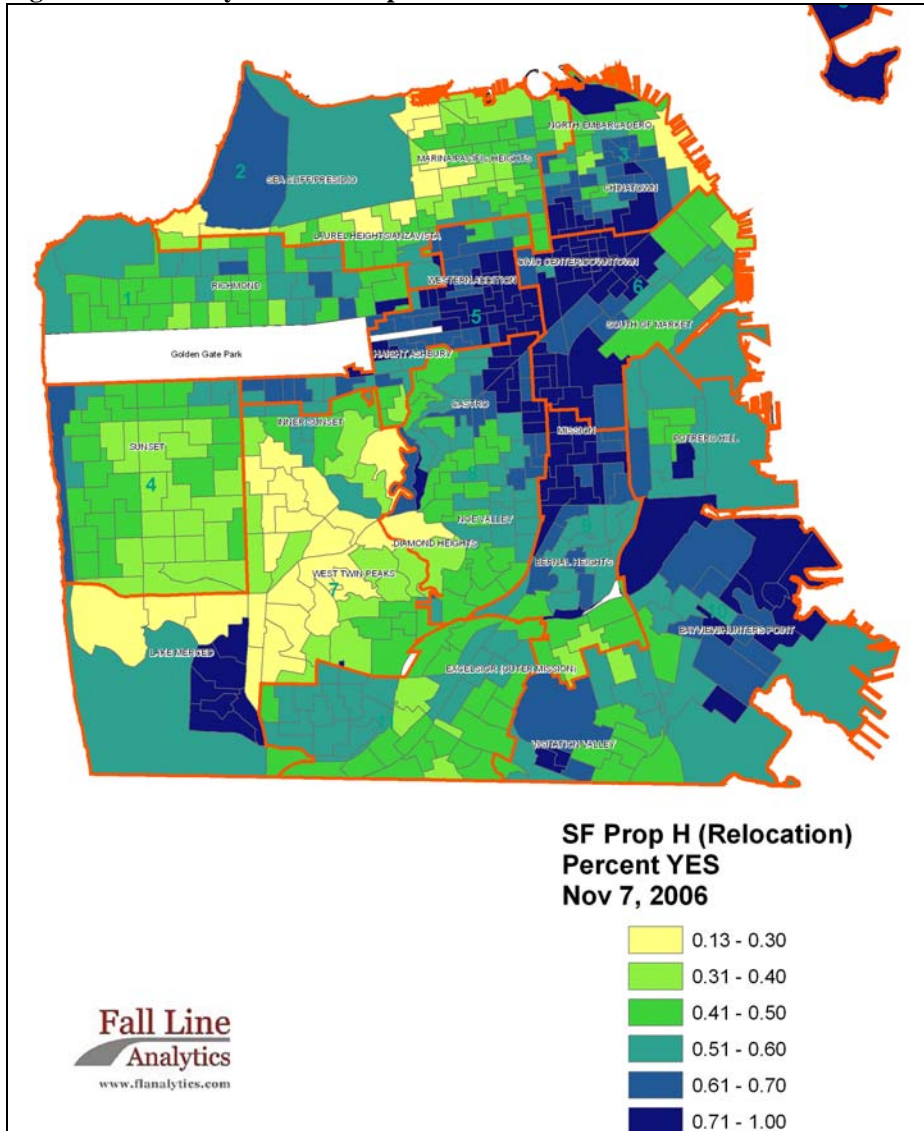 2
SEA CLIFF/PRESIDIO
MARINA/PACIFIC HEIGHTS
NORTH EMBARCADERO
3
CHINATOWN
LAUREL HEIGHTS/ANZAVISTA
1
RICHMOND
WESTERN ADDITION
CIVIC CENTER/DOWNTOWN
6
5
SOUTH OF MARKET
Golden Gate Park
HAIGHT ASHBURY
CASTRO
INNER SUNSET
MISSION
SUNSET
4
8
POTRERO HILL
NOE VALLEY
9
DIAMOND HEIGHTS
BERNAL HEIGHTS
WEST TWIN PEAKS
7
10
BAYVIEW/HUNTERS POINT
LAKE MERCED
EXCELSIOR (OUTER MISSION)
VISITATION VALLEY
SF Prop H (Relocation)
Percent YES
Nov 7, 2006
0.13 - 0.30
0.31 - 0.40
0.41 - 0.50
0.51 - 0.60
0.61 - 0.70
0.71 - 1.00
Fall Line
Analytics
www.flanalytics.com